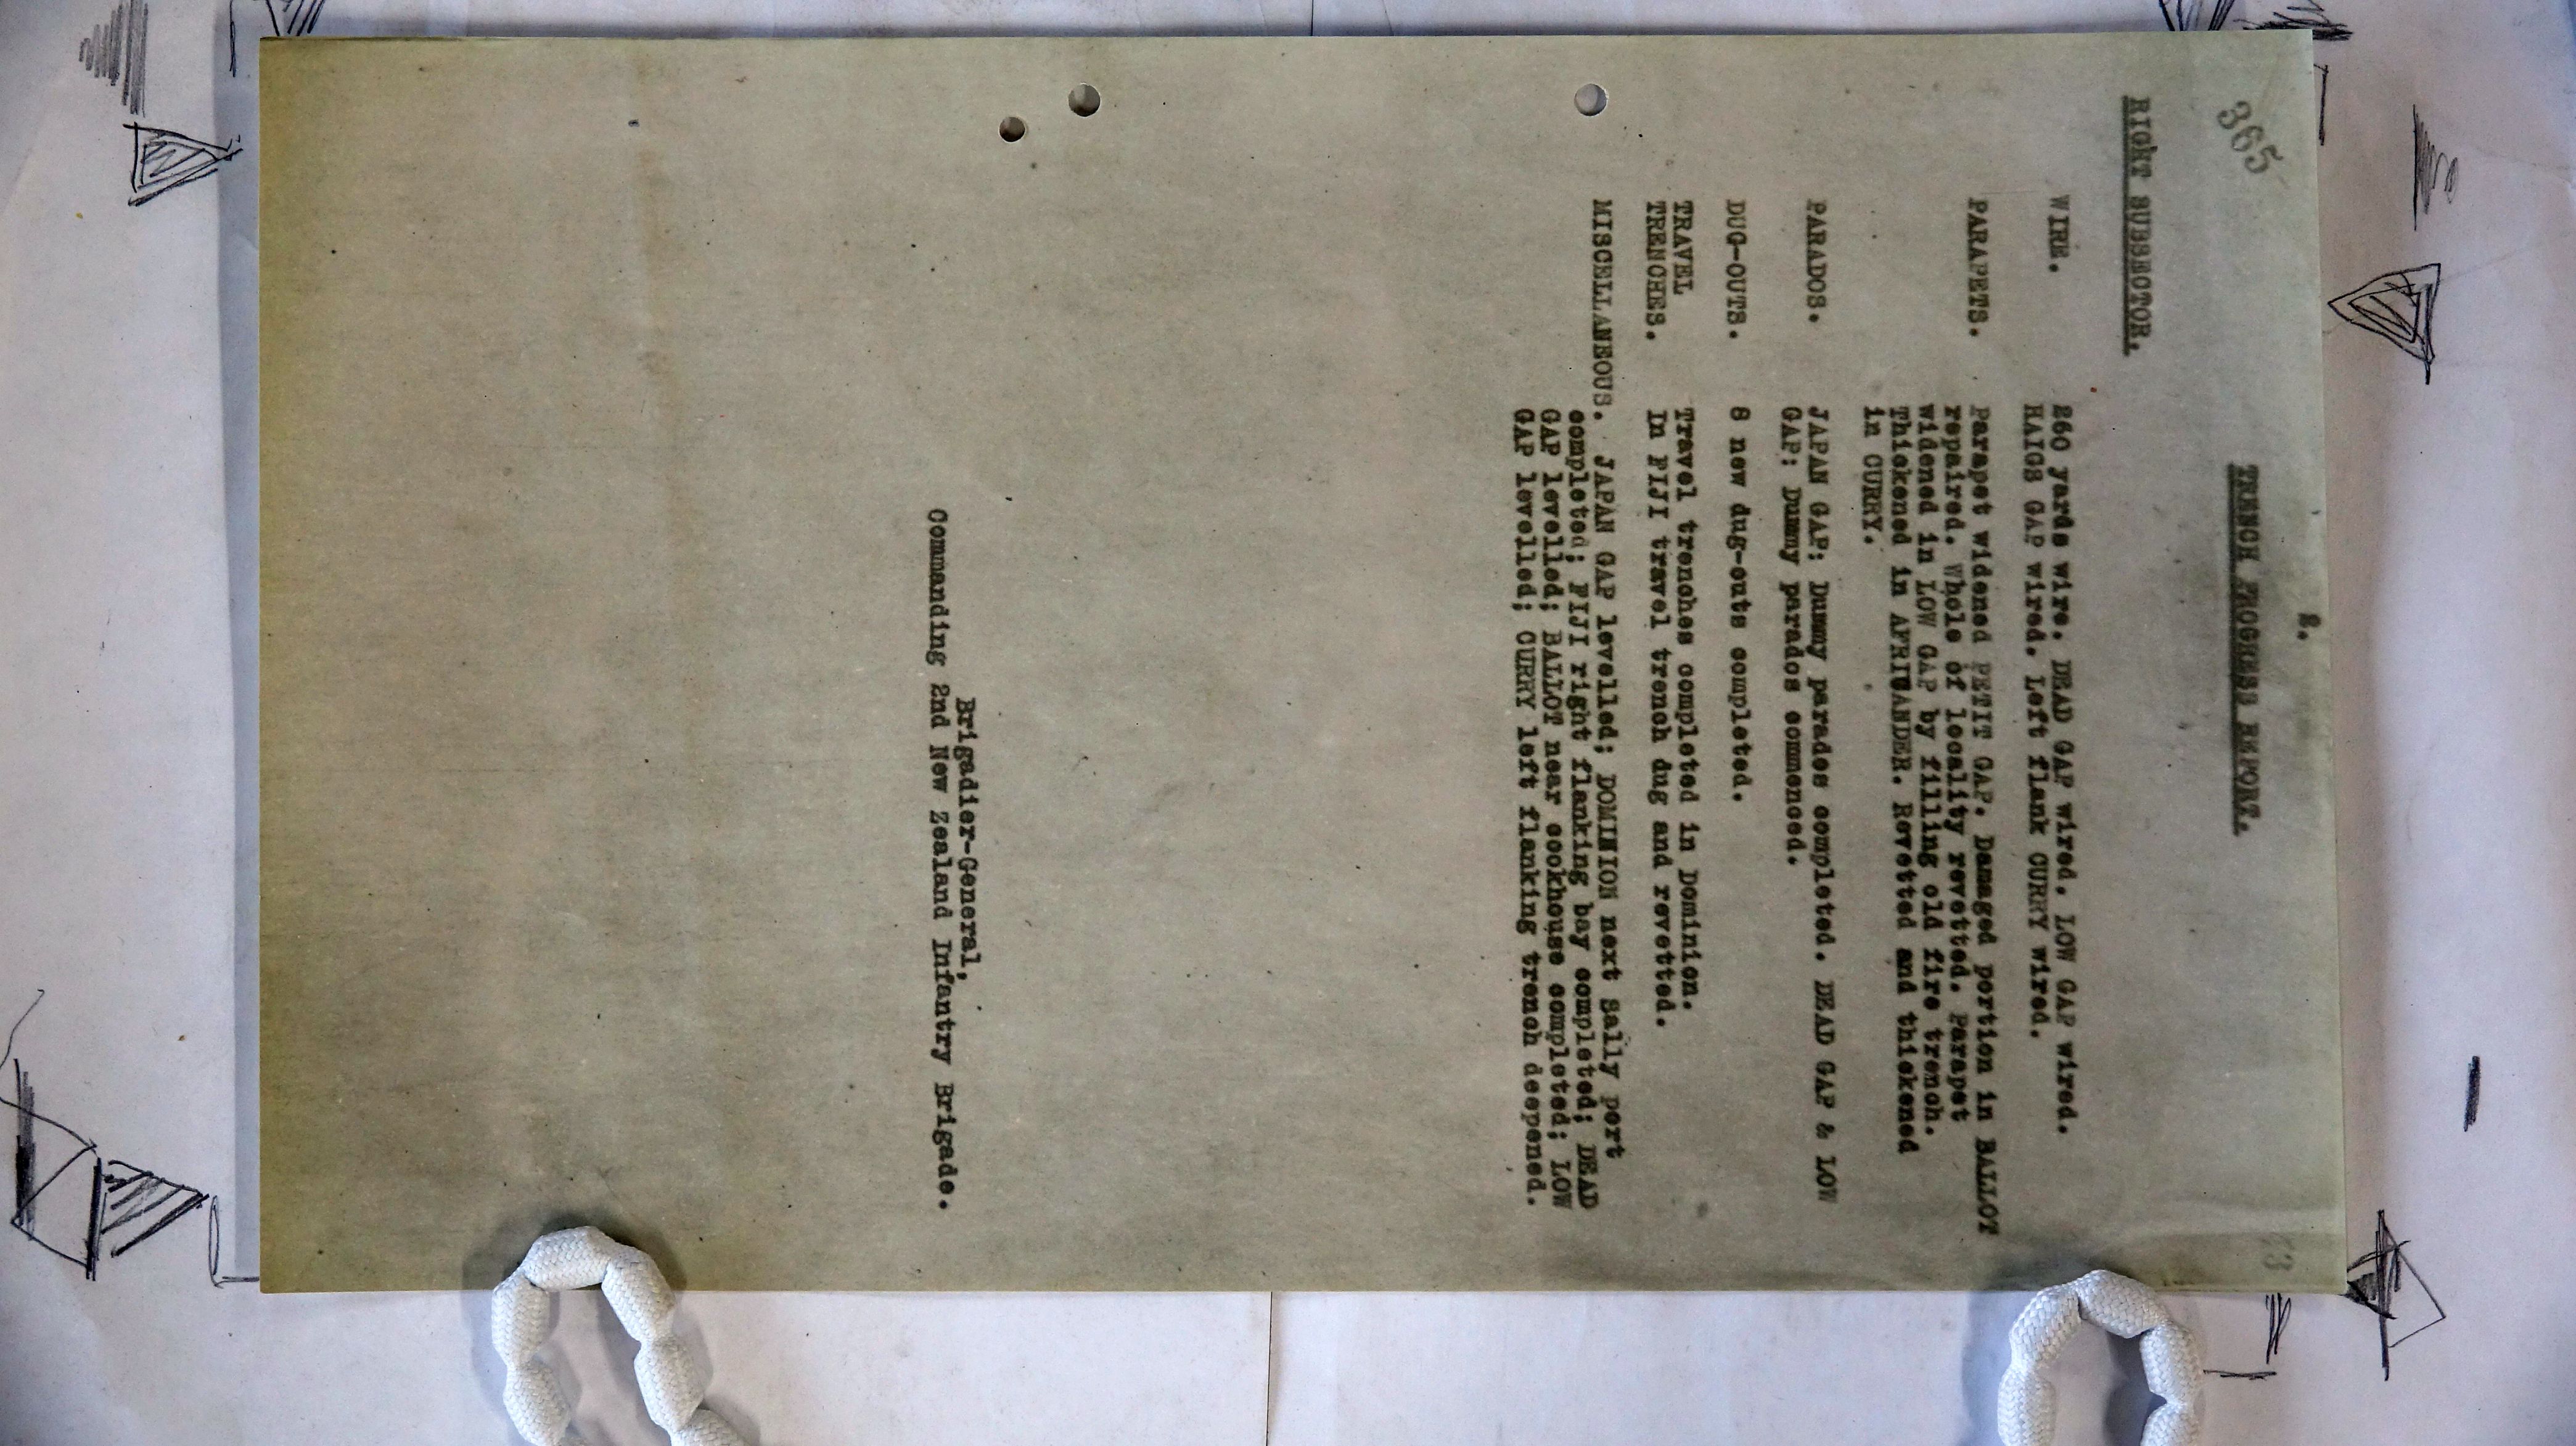 2.
365
TRENCH PROGRESS REPORT.
RIGHT SUBSECTOR.
WIRE. 260 yards wire. DEAD GAP wired. LOW GAP wired.
HAIGS GAP wired. Left flank CURRY wired.
PARAPETS. Parapet widened PETIT GAP. Damaged portion in BALLOT
repaired. Whole of locality revetted. Parapet
widened in LOW GAP by filling old fire trench.
Thickened in AFRICANDER. Revetted and thickened
in CURRY.
PARADOS. JAPAN GAP: Dummy parados completed. DEAD GAP & LOW
GAP: Dummy parados commenced.
DUG-OUTS. 8 new dug-outs completed.
TRAVEL Travel trenches completed in Dominion.
TRENCHES. In FIJI travel trench dug and revetted.
MISCELLANEOUS. JAPAN GAP levelled; DOMINION next Sally port
completed; FIJI right flanking bay completed; DEAD
GAP levelled; BALLOT near cookhouse completed; LOW
GAP levelled; CURRY left flanking trench deepened.
Brigadier-General,
Commanding 2nd New Zealand Infantry Brigade.